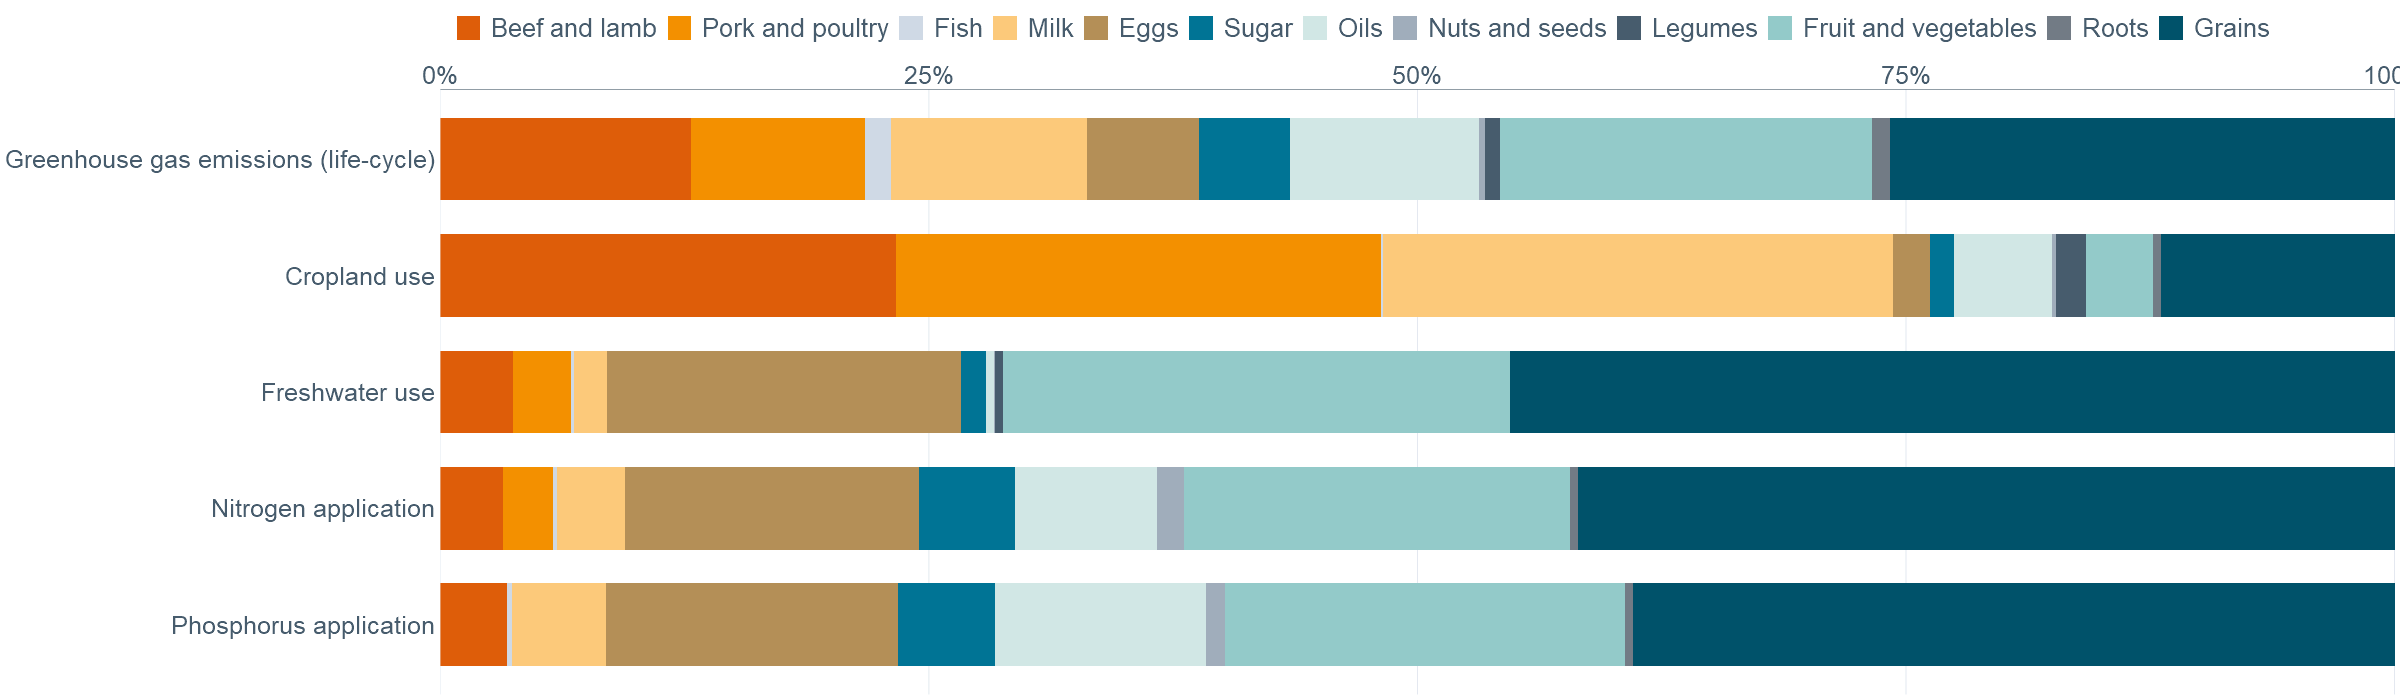 Beef and lamb Pork and poultry Fish Milk Eggs Sugar Oils Nuts and seeds Legumes Fruit and vegetables Roots Grains
0% 25% 50% 75% 100
Greenhouse gas emissions (life-cycle)
Cropland use
Freshwater use
Nitrogen application
Phosphorus application